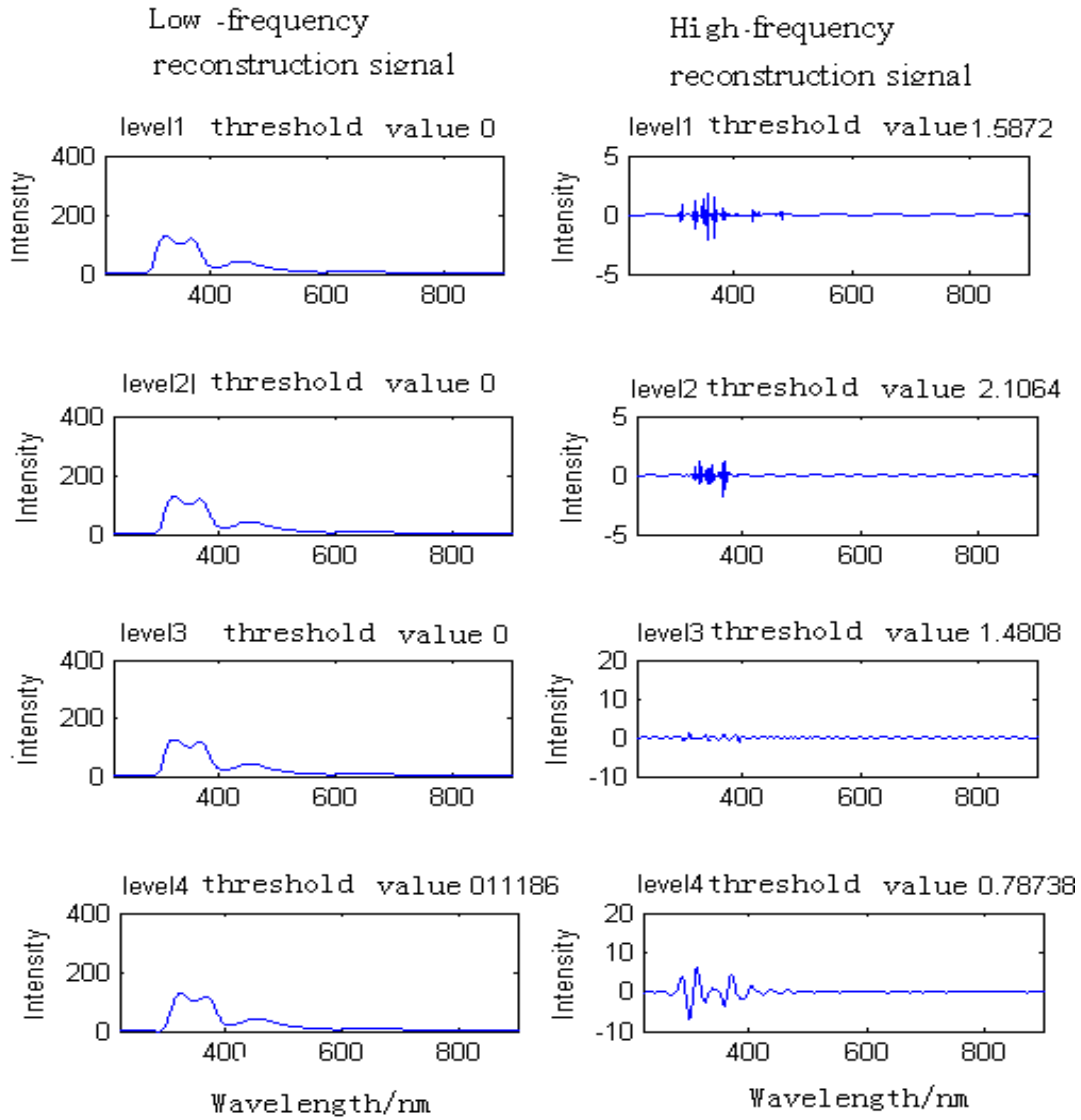 Low -frequency
reconstruction signal
High-frequency
reconstruction signal
level1 threshold value 0
400
200
0
Intensity
400 600 800
level1 threshold value1.5872
5
0
-5
Intensity
400 600 800
level2| threshold value 0
400
200
0
Intensity
400 600 800
level2 threshold value 2.1064
5
0
-5
Intensity
400 600 800
level3 threshold value 0
400
200
0
Intensity
400 600 800
level3 threshold value 1.4808
20
10
0
-10
Intensity
400 600 800
level4 threshold value 011186
400
200
0
Intensity
400 600 800
Wavelength/nm
level4 threshold value 0.78738
20
10
0
-10
Intensity
400 600 800
Wavelength/nm